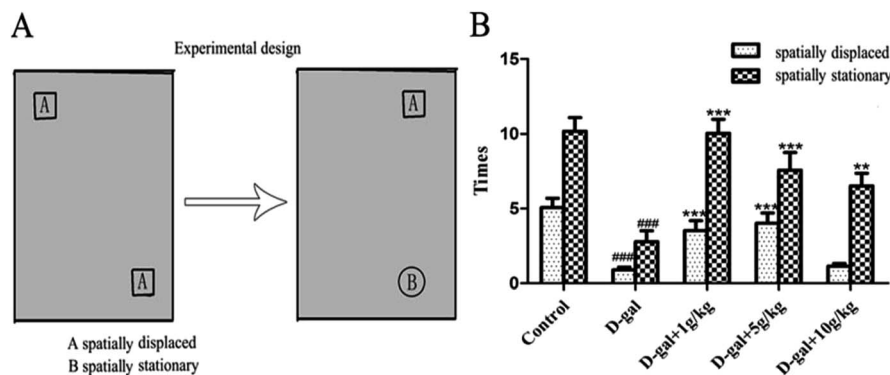 A
Experimental design
A
A
A
B
A spatially displaced
B spatially stationary
B
spatially displaced
spatially stationary
15
10
5
0
Times
###
###
***
***
***
***
**
Control
D-gal
D-gal+1g/kg
D-gal+5g/kg
D-gal+10g/kg